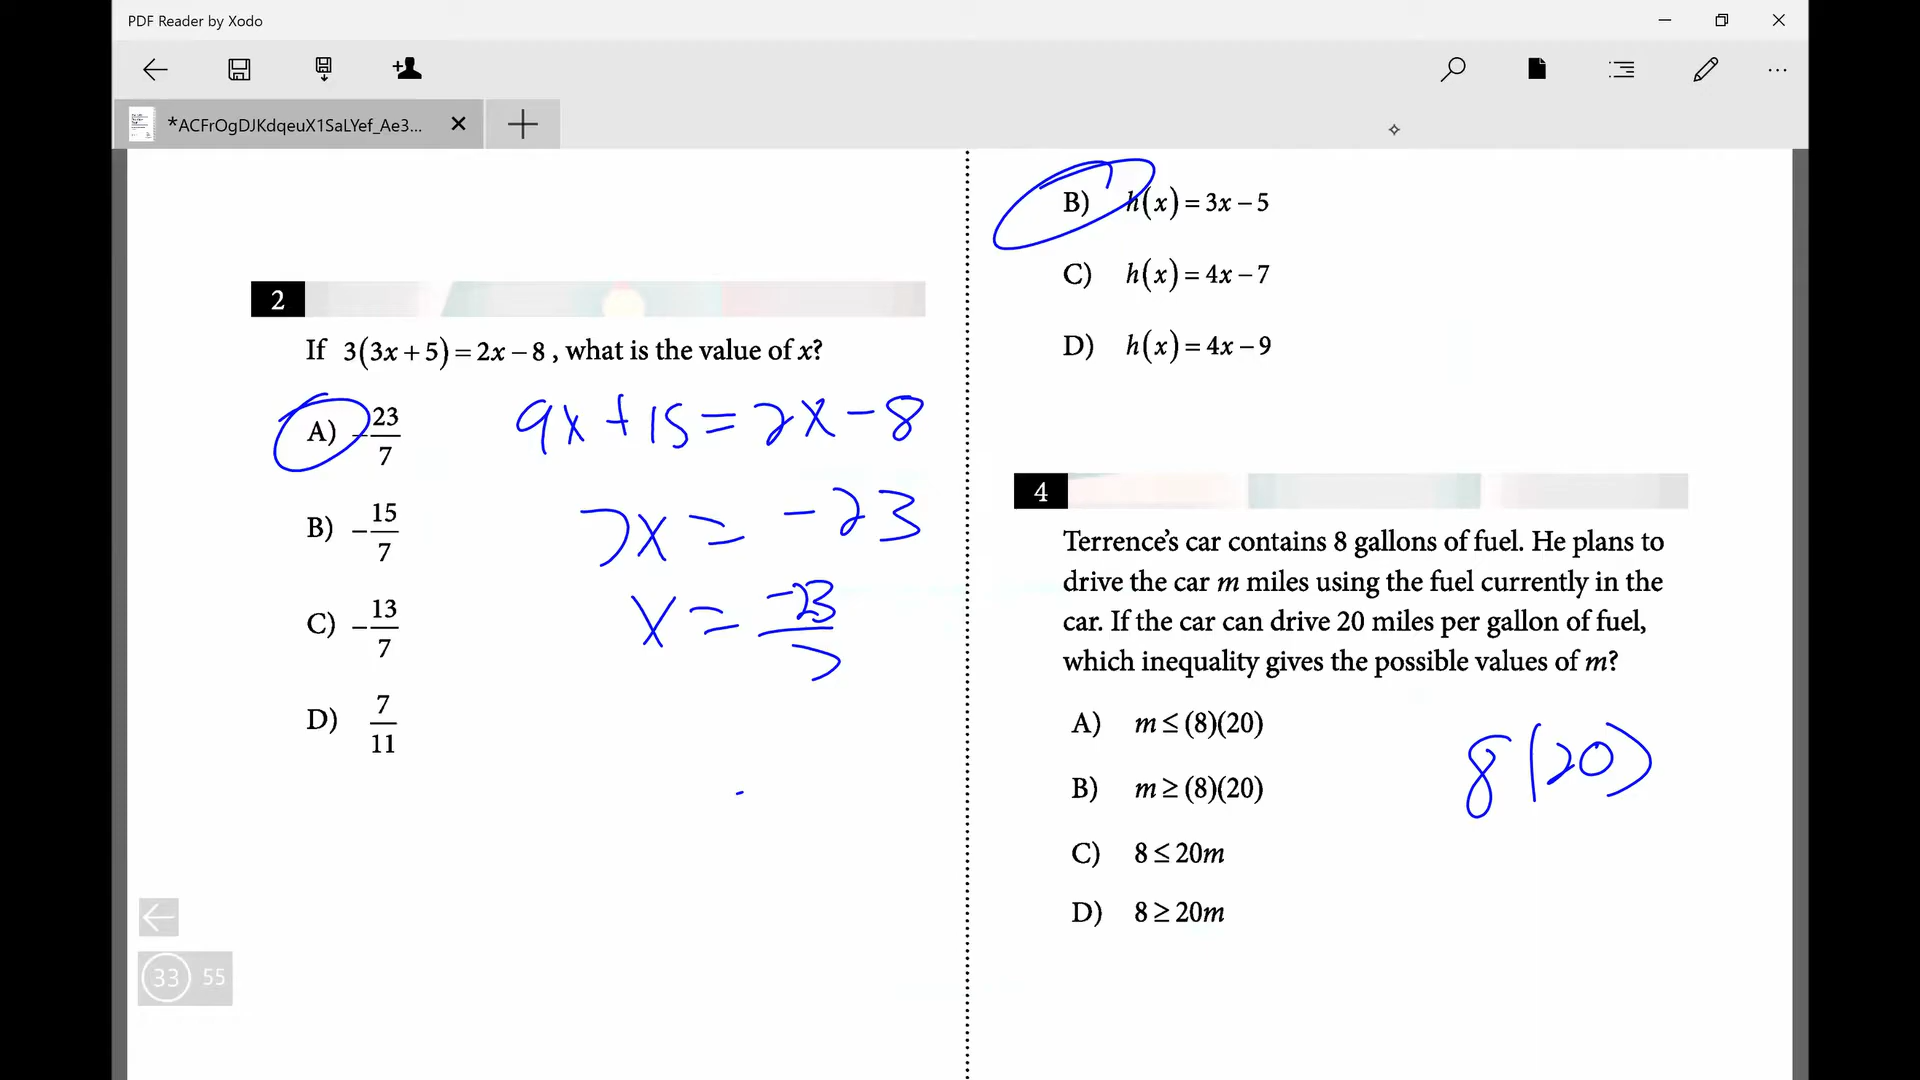 PDF Reader by Xodo
*ACFrOgDJKdqeuX1SaLYef_Ae3...
2
If 3(3x + 5) = 2x − 8, what is the value of x?
A) −23/7
B) −15/7
C) −13/7
D) 7/11
9x + 15 = 2x − 8
7x = −23
x = −23/7
B) h(x) = 3x − 5
C) h(x) = 4x − 7
D) h(x) = 4x − 9
4
Terrence's car contains 8 gallons of fuel. He plans to
drive the car m miles using the fuel currently in the
car. If the car can drive 20 miles per gallon of fuel,
which inequality gives the possible values of m?
A) m ≤ (8)(20)
B) m ≥ (8)(20)
C) 8 ≤ 20m
D) 8 ≥ 20m
8(20)
33 55